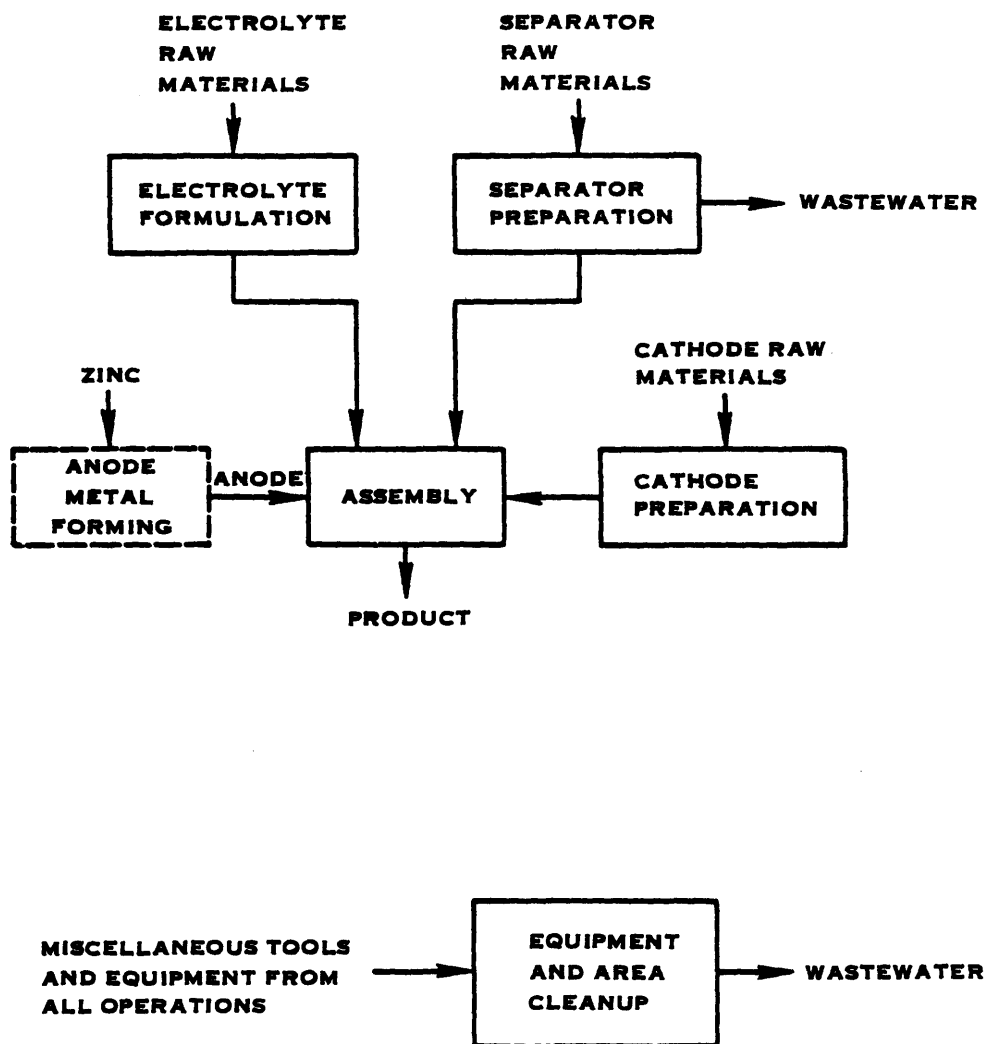 ELECTROLYTE
RAW
MATERIALS
SEPARATOR
RAW
MATERIALS
ELECTROLYTE
FORMULATION
SEPARATOR
PREPARATION
WASTEWATER
CATHODE RAW
MATERIALS
ZINC
ANODE
METAL
FORMING
ANODE
ASSEMBLY
CATHODE
PREPARATION
PRODUCT
MISCELLANEOUS TOOLS
AND EQUIPMENT FROM
ALL OPERATIONS
EQUIPMENT
AND AREA
CLEANUP
WASTEWATER